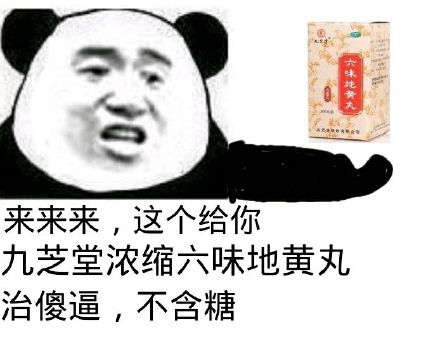 六味地黄丸
来来来，这个给你
九芝堂浓缩六味地黄丸
治傻逼，不含糖